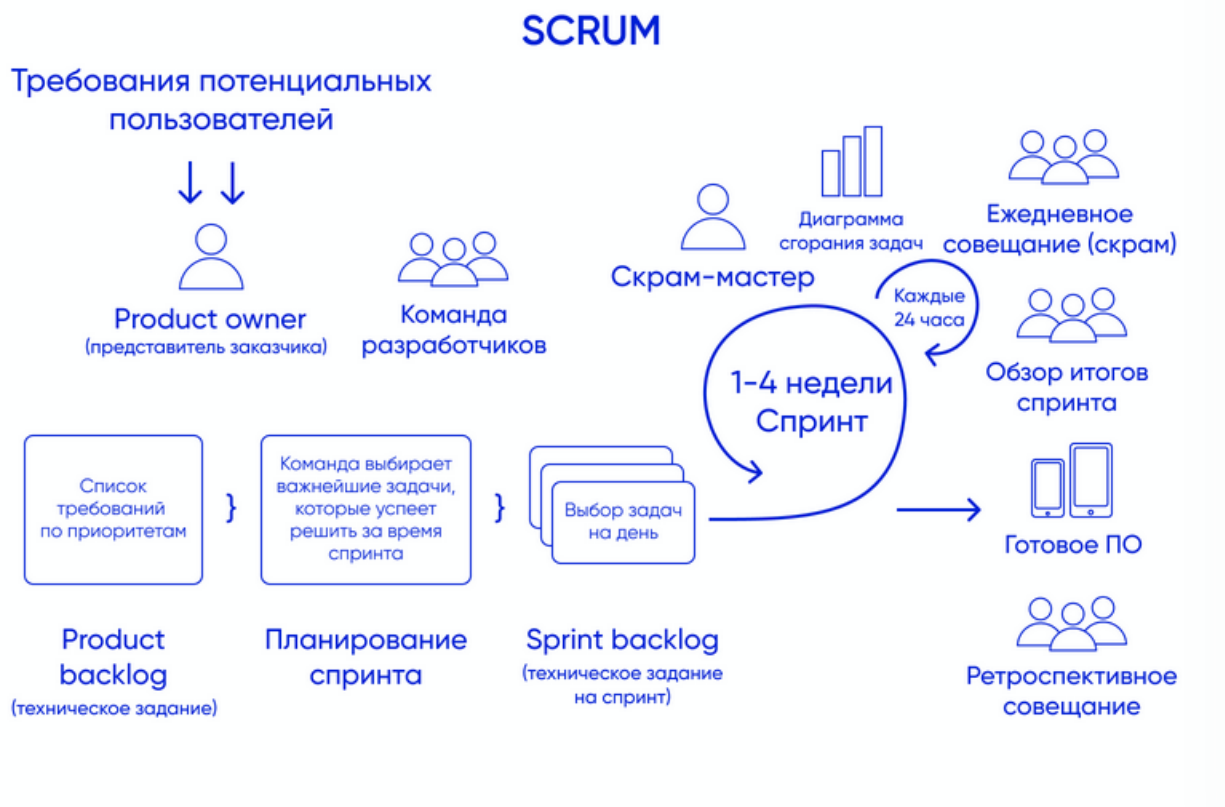 SCRUM
Требования потенциальных
пользователей
Product owner
(представитель заказчика)
Команда
разработчиков
Скрам-мастер
Диаграмма
сгорания задач
Ежедневное
совещание (скрам)
Каждые
24 часа
1-4 недели
Спринт
Обзор итогов
спринта
Список
требований
по приоритетам
}
Команда выбирает
важнейшие задачи,
которые успеет
решить за время
спринта
}
Выбор задач
на день
Готовое ПО
Product
backlog
(техническое задание)
Планирование
спринта
Sprint backlog
(техническое задание
на спринт)
Ретроспективное
совещание